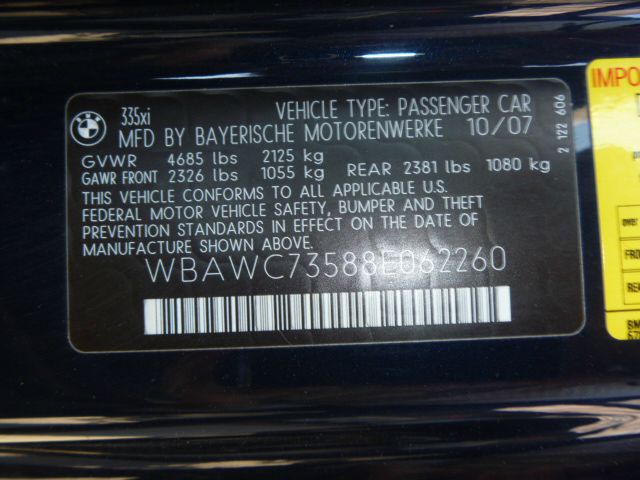 BMW
335xi
VEHICLE TYPE: PASSENGER CAR
MFD BY BAYERISCHE MOTORENWERKE 10/07
GVWR 4685 lbs 2125 kg
GAWR FRONT 2326 lbs 1055 kg REAR 2381 lbs 1080 kg
THIS VEHICLE CONFORMS TO ALL APPLICABLE U.S.
FEDERAL MOTOR VEHICLE SAFETY, BUMPER AND THEFT
PREVENTION STANDARDS IN EFFECT ON THE DATE OF
MANUFACTURE SHOWN ABOVE.
WBAWC73588E062260
2 122 606